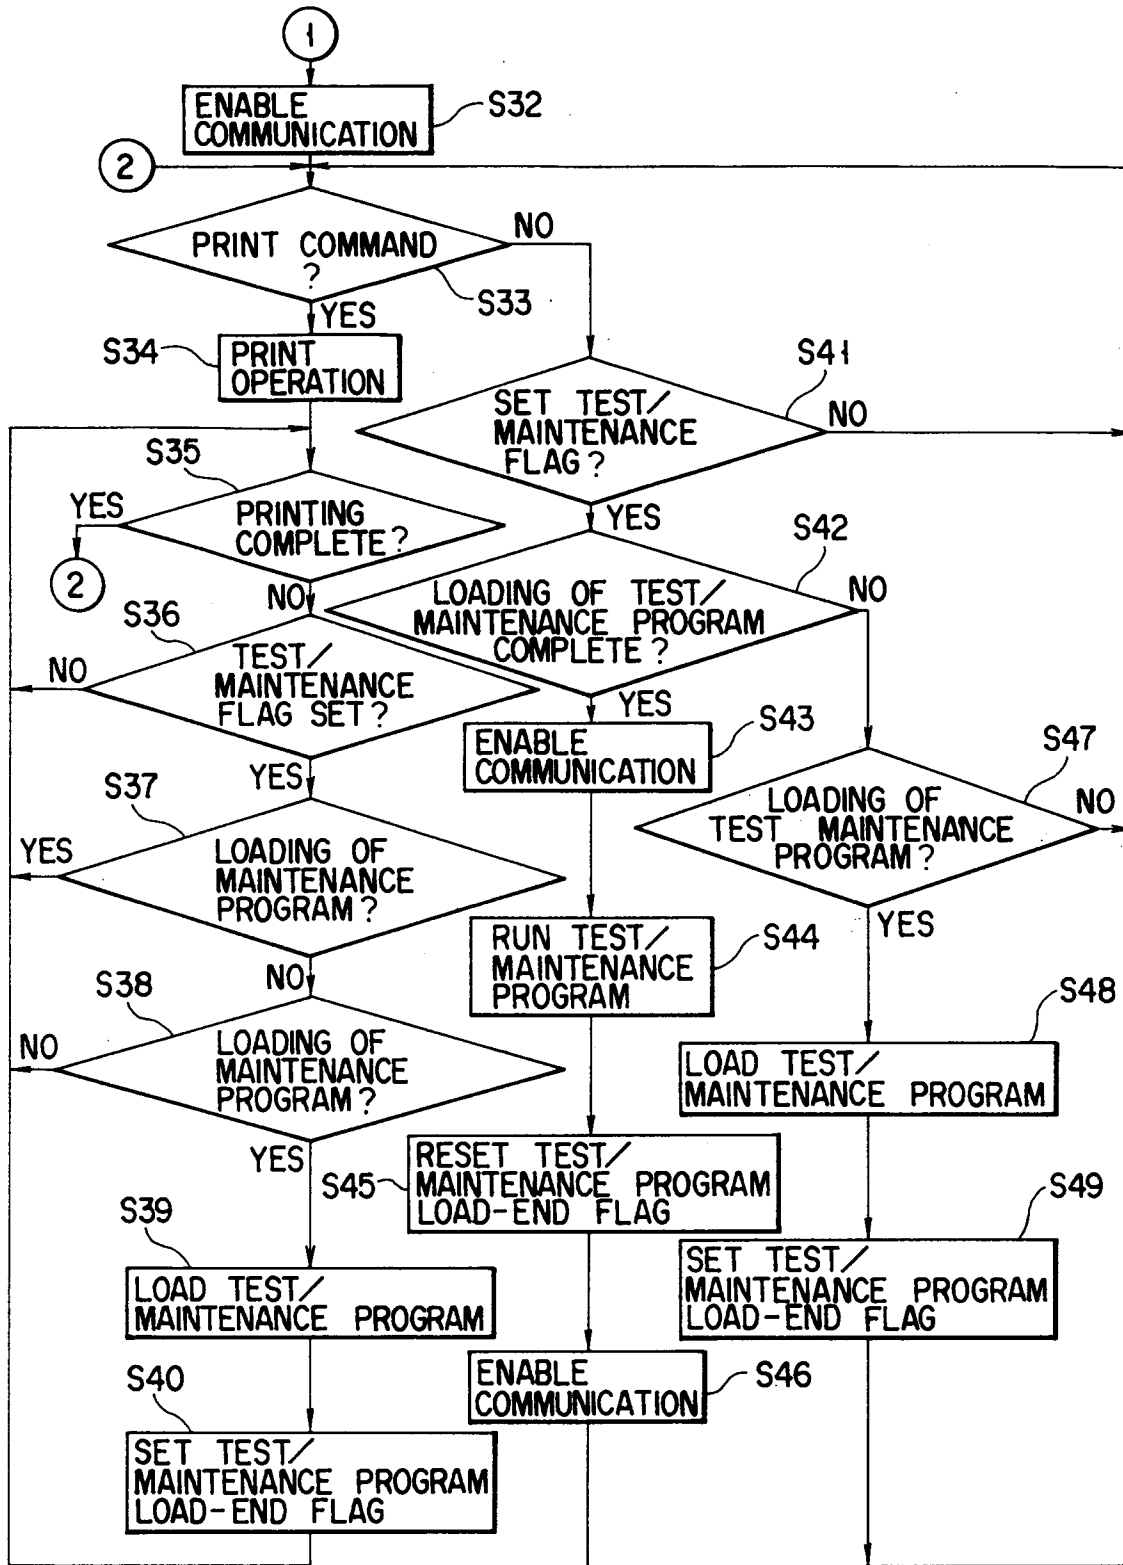 1
ENABLE
COMMUNICATION
S32
2
PRINT COMMAND
?
NO
S33
YES
S34
PRINT
OPERATION
S41
SET TEST/
MAINTENANCE
FLAG?
NO
S35
YES
PRINTING
COMPLETE?
YES
S42
2
NO
LOADING OF TEST/
MAINTENANCE PROGRAM
COMPLETE?
NO
S36
NO
TEST/
MAINTENANCE
FLAG SET?
YES
S43
ENABLE
COMMUNICATION
S47
YES
S37
LOADING OF
TEST MAINTENANCE
PROGRAM?
NO
YES
LOADING OF
MAINTENANCE
PROGRAM?
YES
RUN TEST/
MAINTENANCE
PROGRAM
S44
NO
S38
S48
NO
LOADING OF
MAINTENANCE
PROGRAM?
LOAD TEST/
MAINTENANCE PROGRAM
YES
S45
RESET TEST/
MAINTENANCE PROGRAM
LOAD-END FLAG
S49
S39
SET TEST/
MAINTENANCE PROGRAM
LOAD-END FLAG
LOAD TEST/
MAINTENANCE PROGRAM
S40
ENABLE
COMMUNICATION
S46
SET TEST/
MAINTENANCE PROGRAM
LOAD-END FLAG